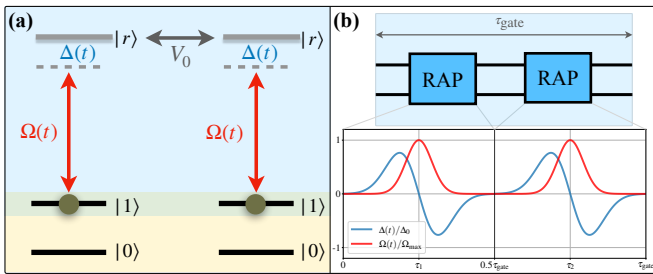 (a)
|r⟩
|r⟩
Δ(t)
Δ(t)
V₀
Ω(t)
Ω(t)
|1⟩
|1⟩
|0⟩
|0⟩
(b)
τgate
RAP
RAP
1
0
-1
Δ(t)/Δ₀
Ω(t)/Ωmax
0
τ₁
0.5τgate
τ₂
τgate